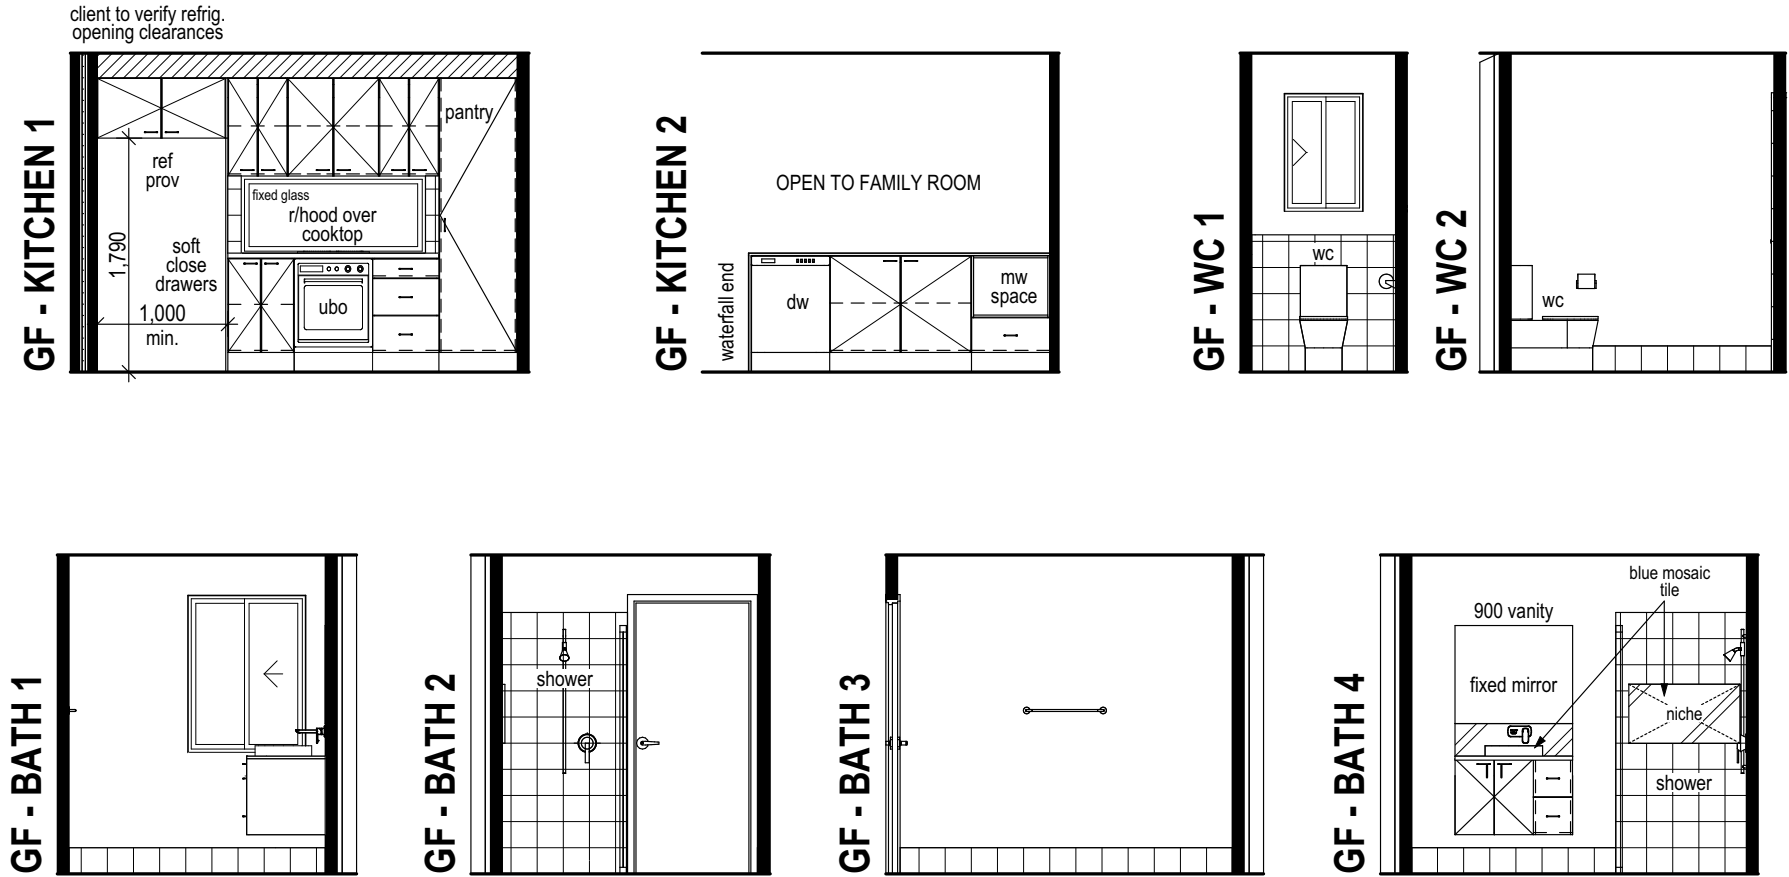 client to verify refrig.
opening clearances
GF - KITCHEN 1
ref
prov
1,790
soft
close
drawers
1,000
min.
pantry
fixed glass
r/hood over
cooktop
ubo
GF - KITCHEN 2
OPEN TO FAMILY ROOM
waterfall end
dw
mw
space
GF - WC 1
wc
GF - WC 2
wc
GF - BATH 1
GF - BATH 2
shower
GF - BATH 3
GF - BATH 4
900 vanity
fixed mirror
blue mosaic
tile
niche
shower